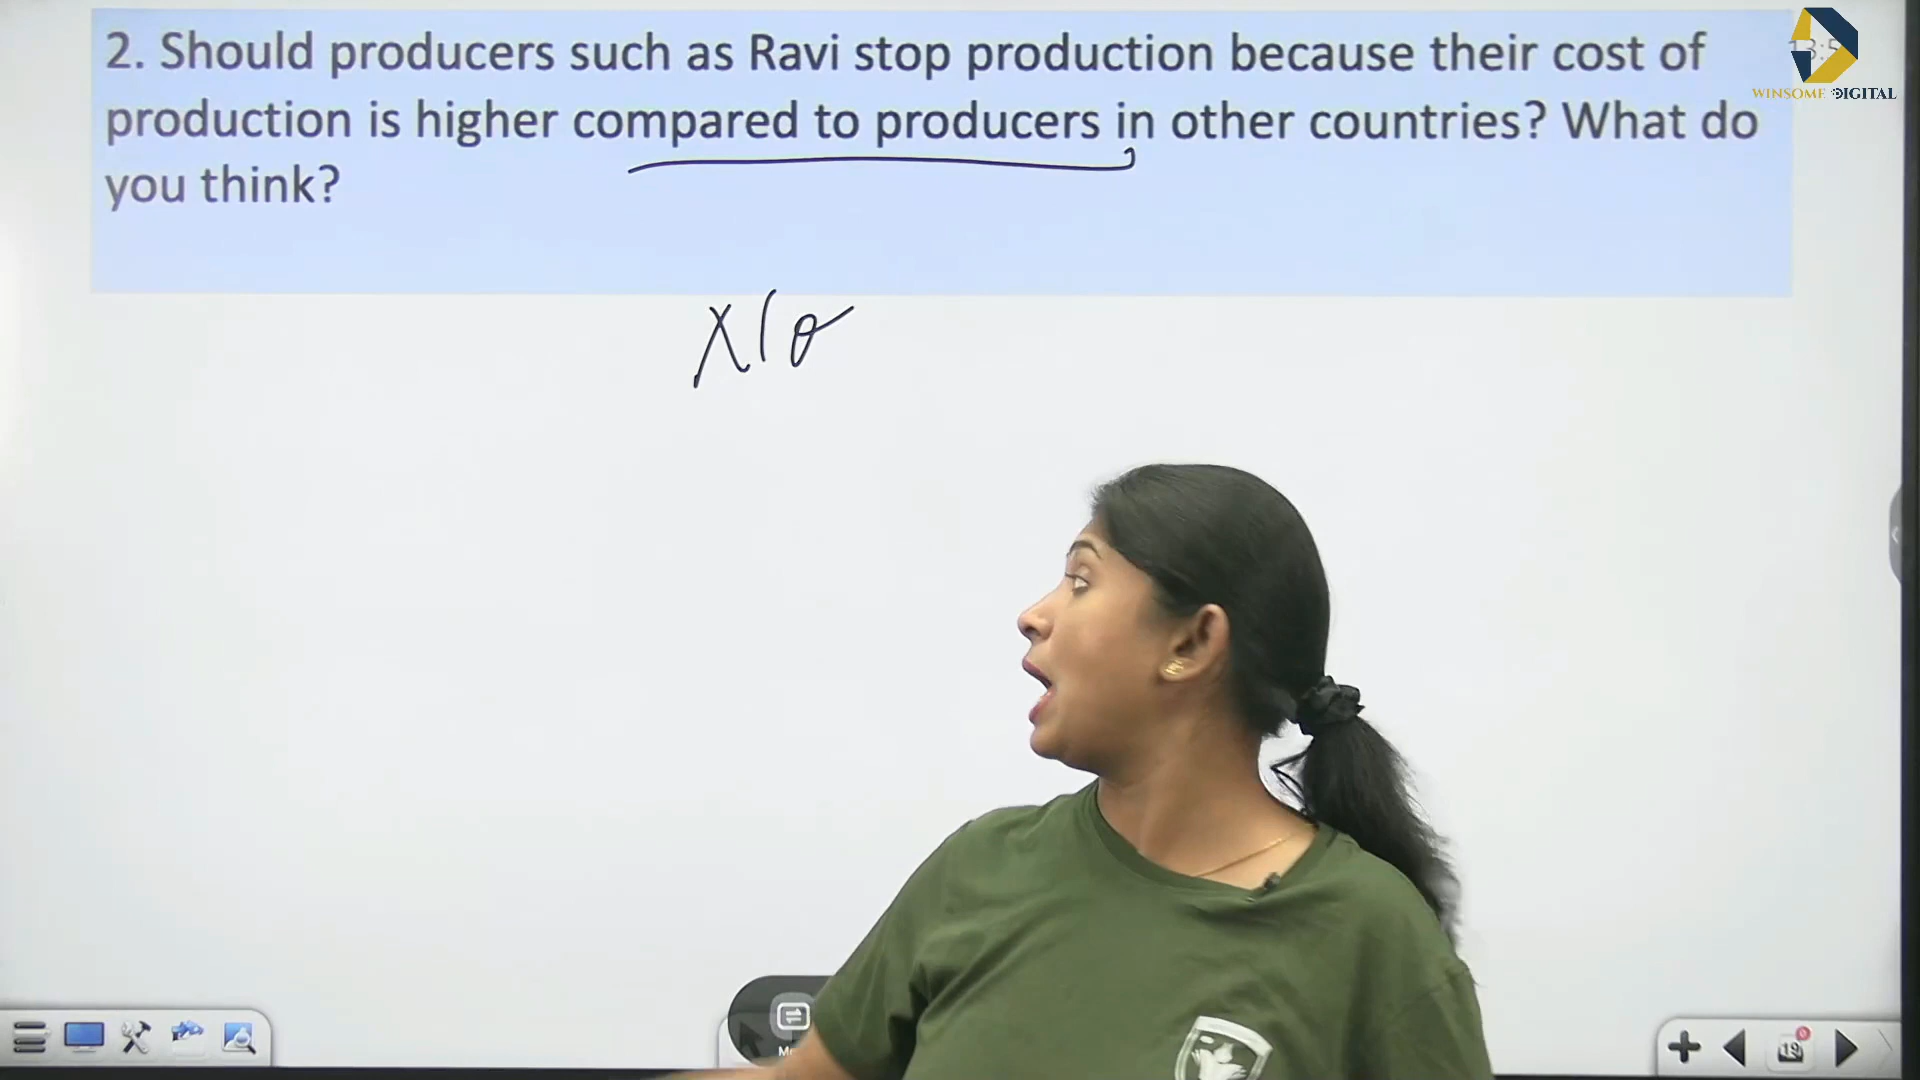 2. Should producers such as Ravi stop production because their cost of
production is higher compared to producers in other countries? What do
you think?
WINSOME DIGITAL
19